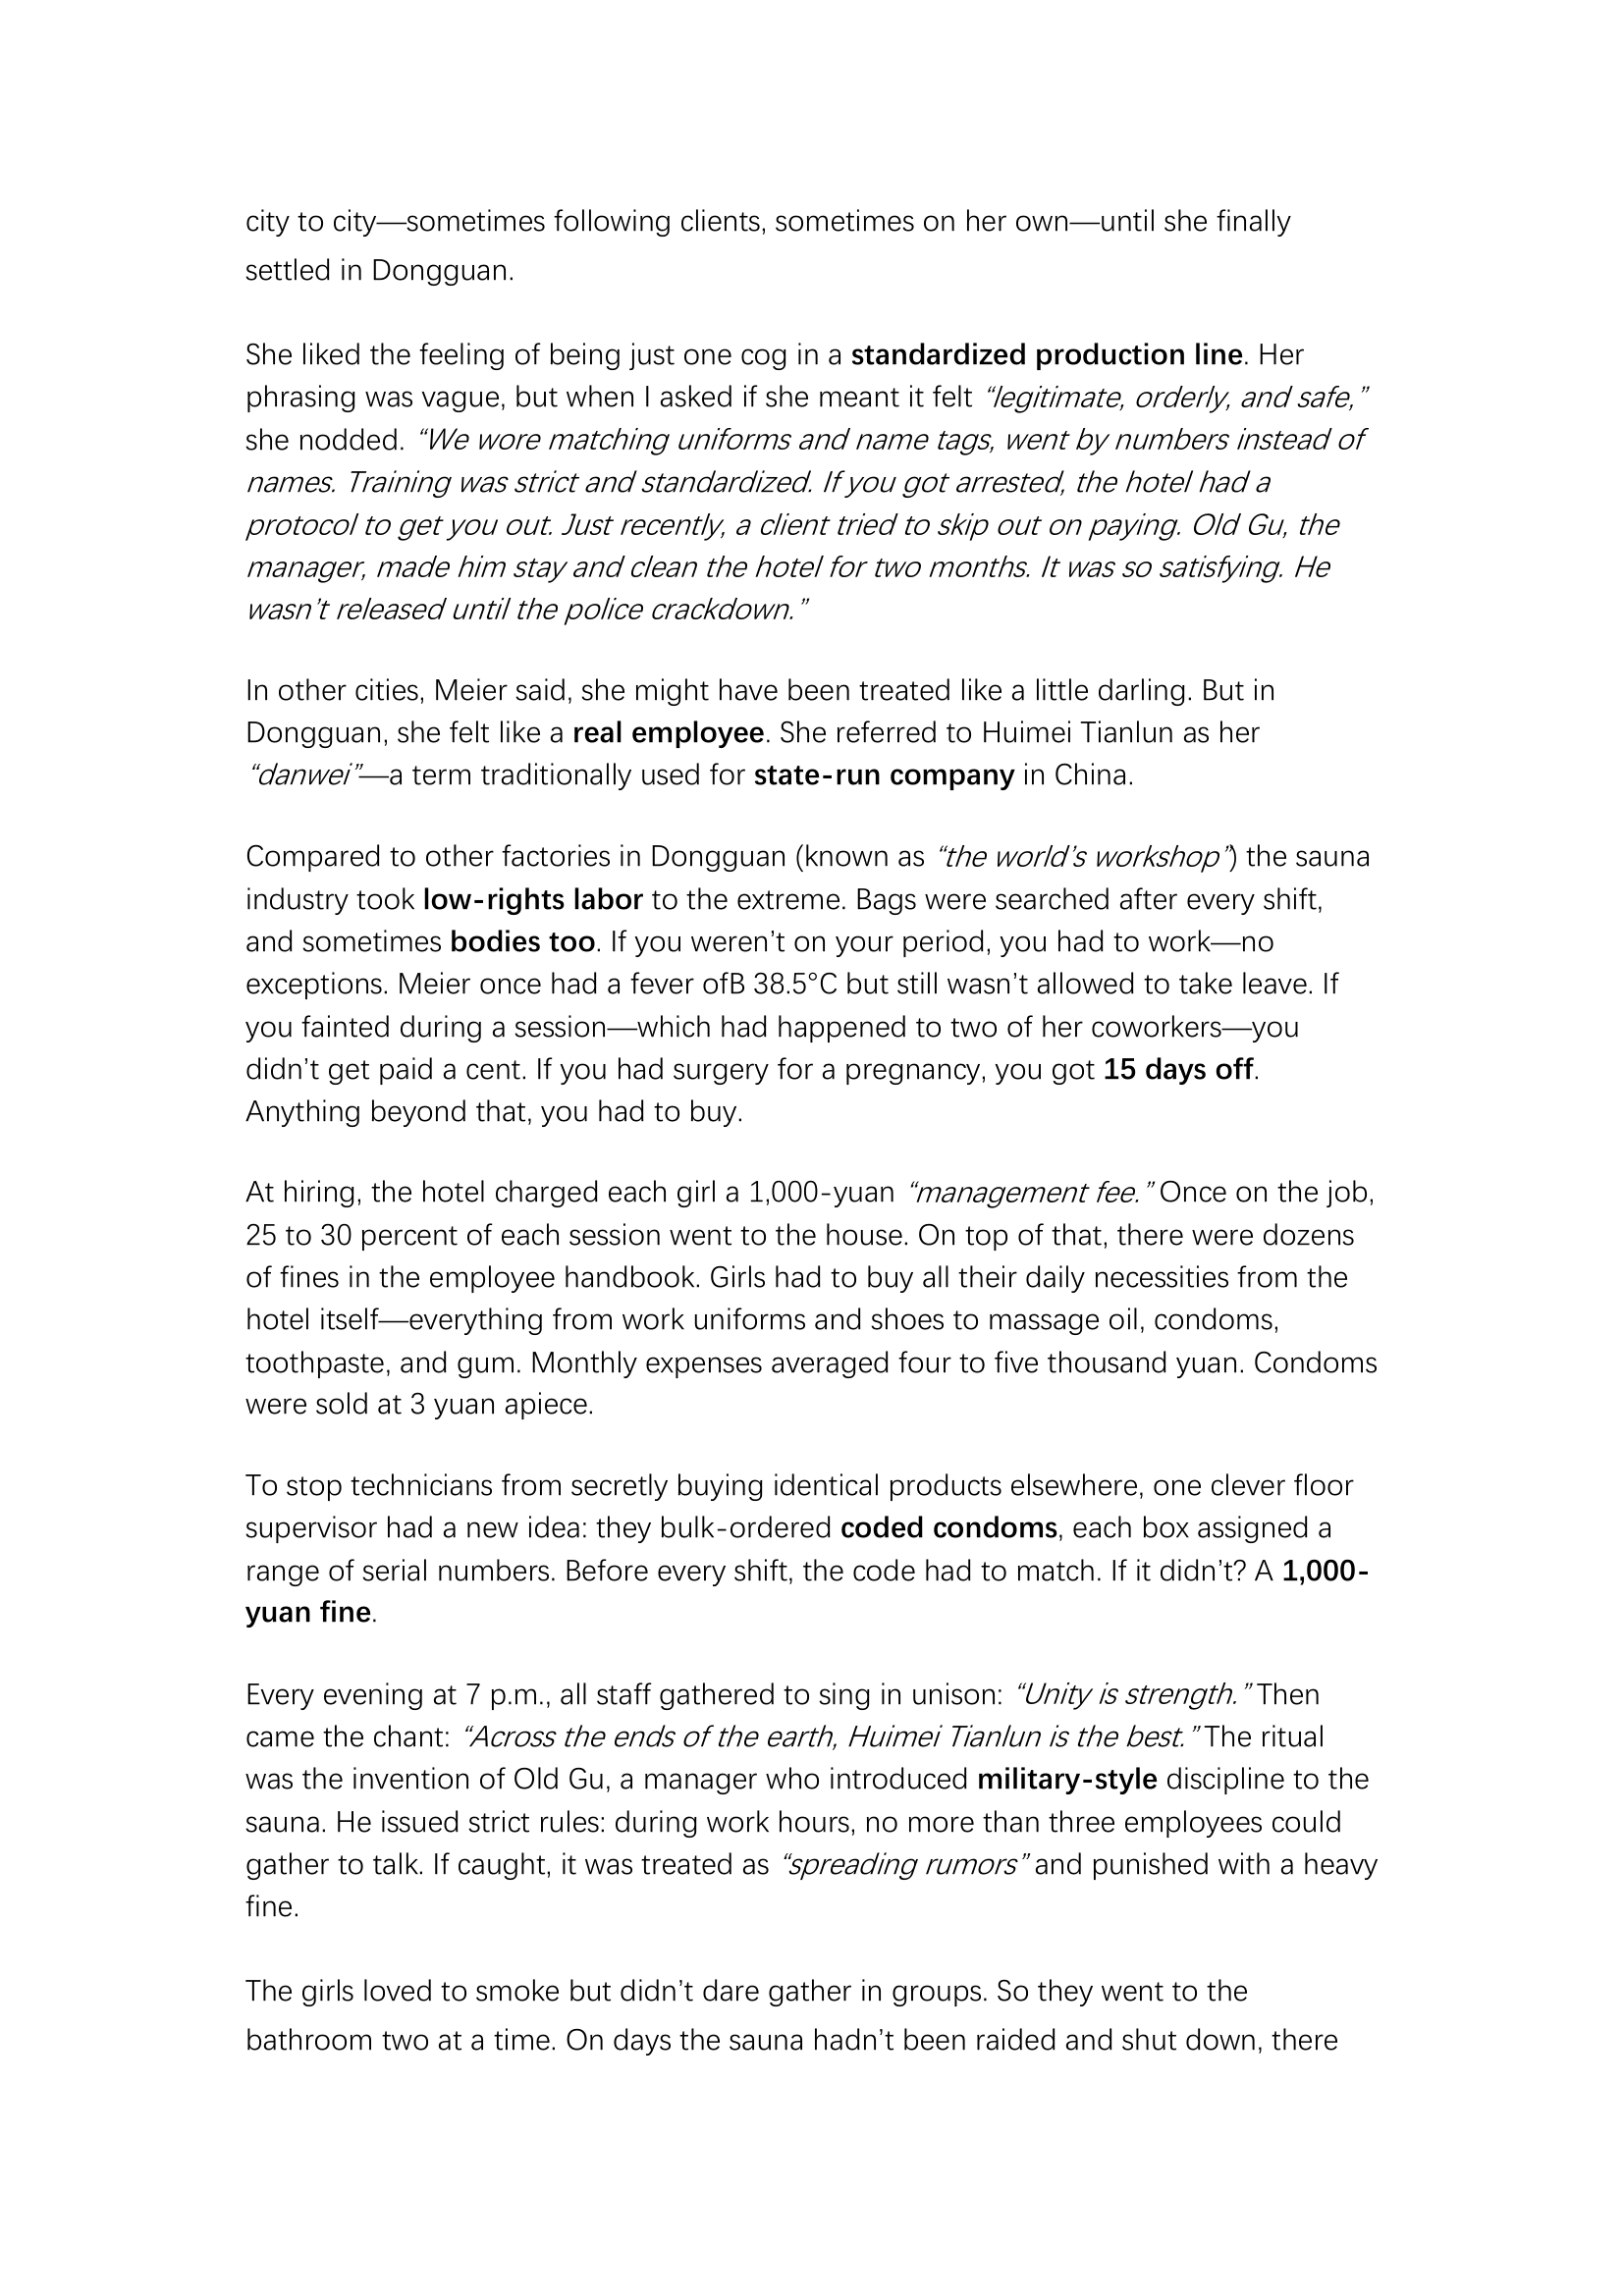 city to city—sometimes following clients, sometimes on her own—until she finally
settled in Dongguan.
She liked the feeling of being just one cog in a standardized production line. Her
phrasing was vague, but when I asked if she meant it felt “legitimate, orderly, and safe,”
she nodded. “We wore matching uniforms and name tags, went by numbers instead of
names. Training was strict and standardized. If you got arrested, the hotel had a
protocol to get you out. Just recently, a client tried to skip out on paying. Old Gu, the
manager, made him stay and clean the hotel for two months. It was so satisfying. He
wasn’t released until the police crackdown.”
In other cities, Meier said, she might have been treated like a little darling. But in
Dongguan, she felt like a real employee. She referred to Huimei Tianlun as her
“danwei”—a term traditionally used for state-run company in China.
Compared to other factories in Dongguan (known as “the world’s workshop”) the sauna
industry took low-rights labor to the extreme. Bags were searched after every shift,
and sometimes bodies too. If you weren’t on your period, you had to work—no
exceptions. Meier once had a fever ofB 38.5°C but still wasn’t allowed to take leave. If
you fainted during a session—which had happened to two of her coworkers—you
didn’t get paid a cent. If you had surgery for a pregnancy, you got 15 days off.
Anything beyond that, you had to buy.
At hiring, the hotel charged each girl a 1,000-yuan “management fee.” Once on the job,
25 to 30 percent of each session went to the house. On top of that, there were dozens
of fines in the employee handbook. Girls had to buy all their daily necessities from the
hotel itself—everything from work uniforms and shoes to massage oil, condoms,
toothpaste, and gum. Monthly expenses averaged four to five thousand yuan. Condoms
were sold at 3 yuan apiece.
To stop technicians from secretly buying identical products elsewhere, one clever floor
supervisor had a new idea: they bulk-ordered coded condoms, each box assigned a
range of serial numbers. Before every shift, the code had to match. If it didn’t? A 1,000-
yuan fine.
Every evening at 7 p.m., all staff gathered to sing in unison: “Unity is strength.” Then
came the chant: “Across the ends of the earth, Huimei Tianlun is the best.” The ritual
was the invention of Old Gu, a manager who introduced military-style discipline to the
sauna. He issued strict rules: during work hours, no more than three employees could
gather to talk. If caught, it was treated as “spreading rumors” and punished with a heavy
fine.
The girls loved to smoke but didn’t dare gather in groups. So they went to the
bathroom two at a time. On days the sauna hadn’t been raided and shut down, there